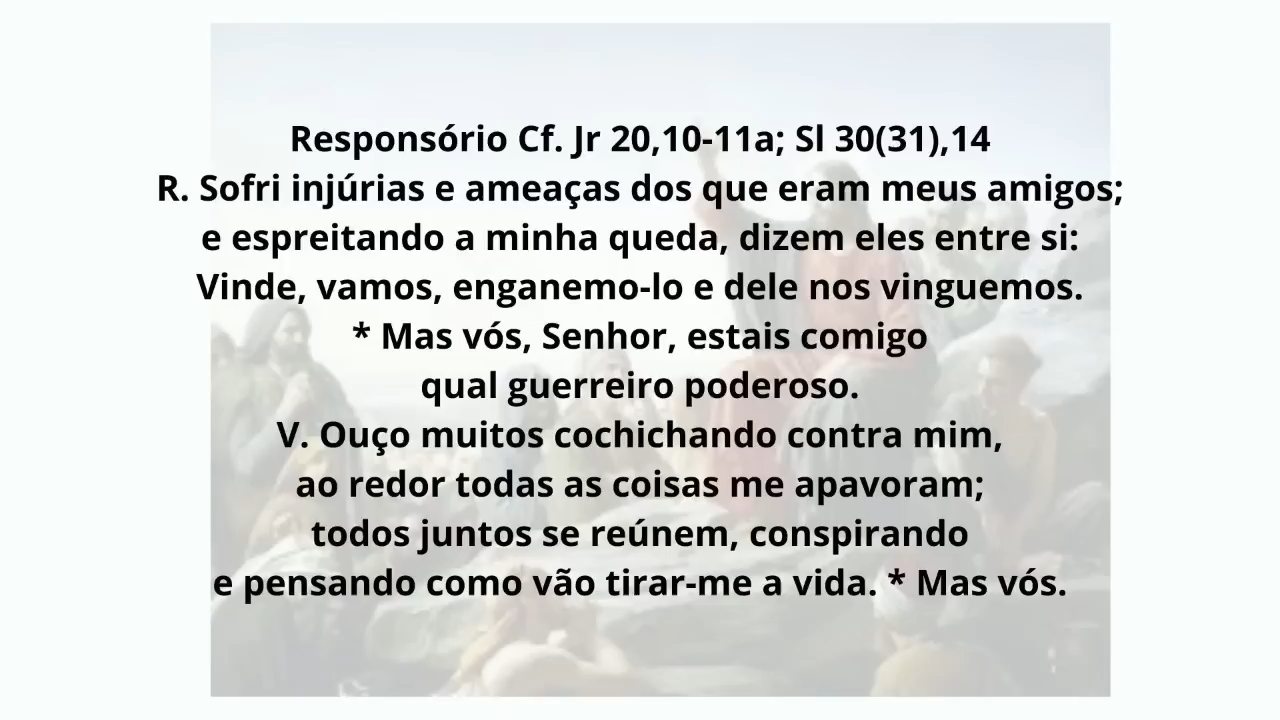 Responsório Cf. Jr 20,10-11a; Sl 30(31),14
R. Sofri injúrias e ameaças dos que eram meus amigos;
e espreitando a minha queda, dizem eles entre si:
Vinde, vamos, enganemo-lo e dele nos vinguemos.
* Mas vós, Senhor, estais comigo
qual guerreiro poderoso.
V. Ouço muitos cochichando contra mim,
ao redor todas as coisas me apavoram;
todos juntos se reúnem, conspirando
e pensando como vão tirar-me a vida. * Mas vós.